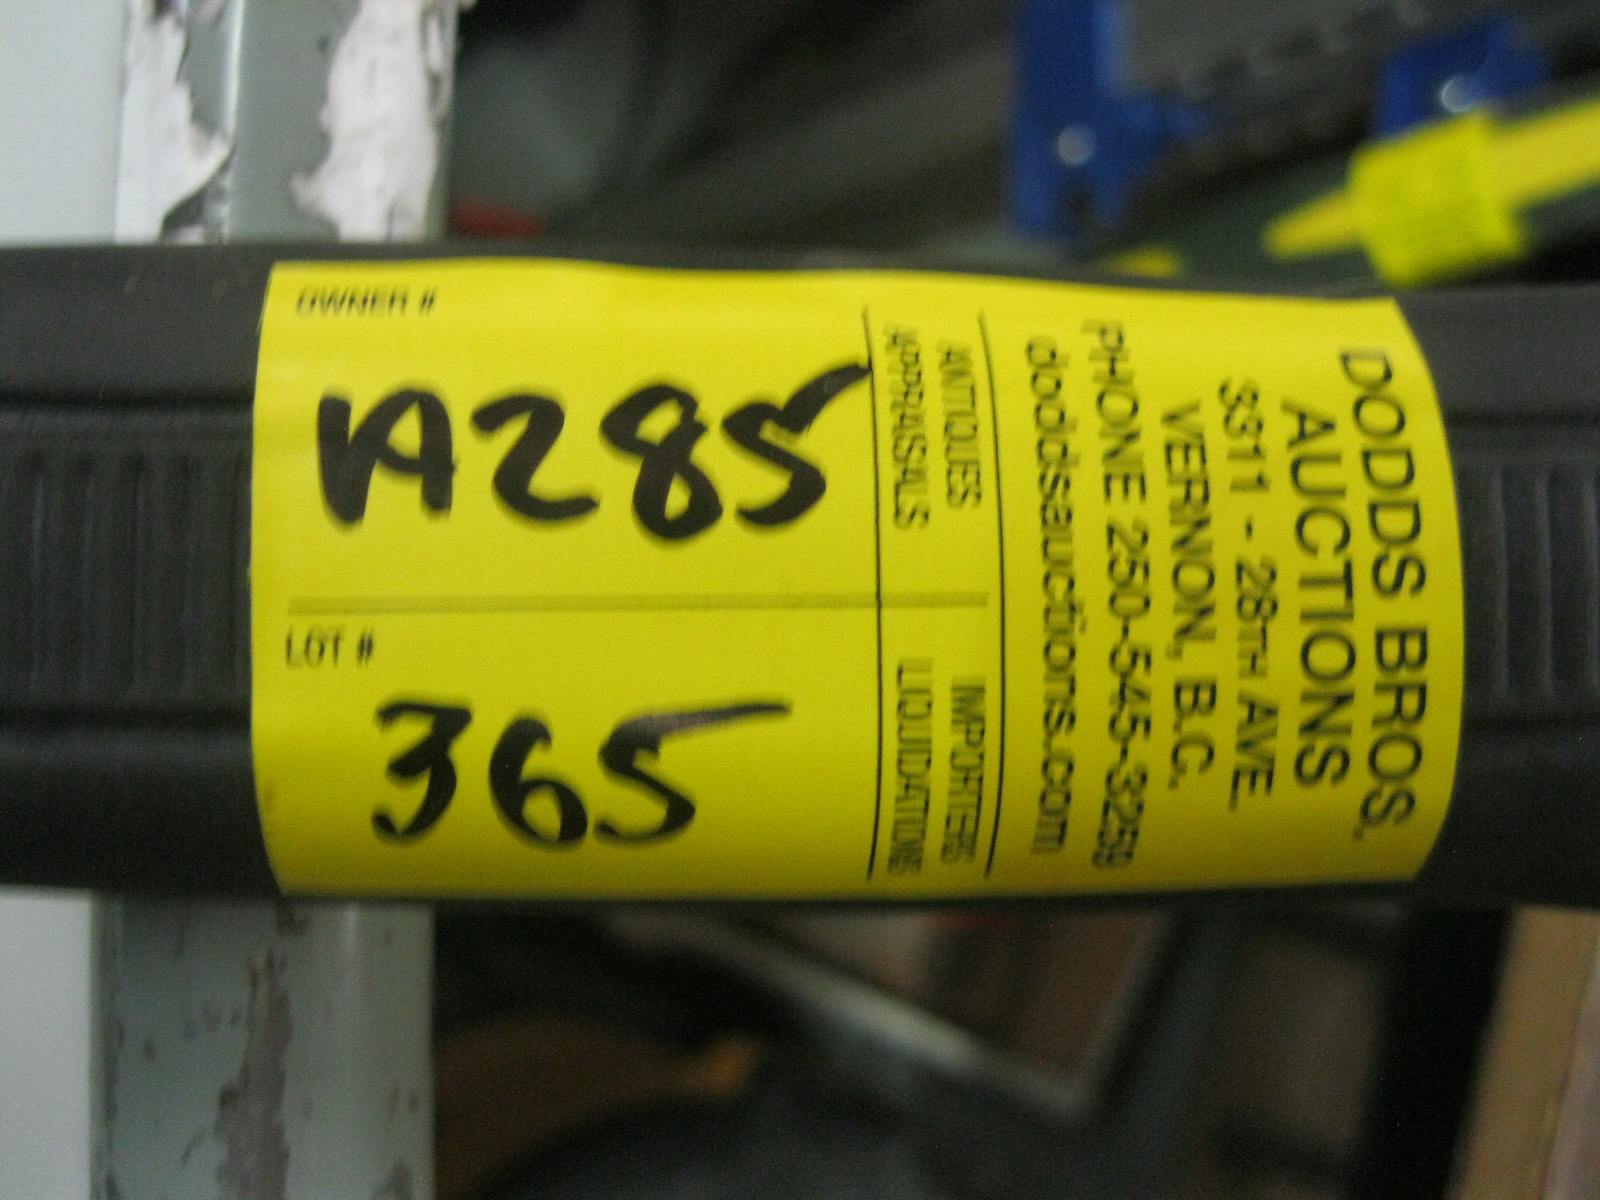 DODDS BROS.
AUCTIONS
3311 - 28TH AVE.
VERNON, B.C.
PHONE 250-545-3259
doddsauctions.com
ANTIQUES IMPORTERS
APPRAISALS LIQUIDATIONS
OWNER #
A285
LOT #
365